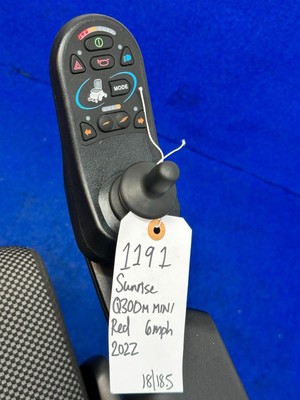 MODE
1191
Sunrise
Q300M MINI
Red 6mph
2022
18/185